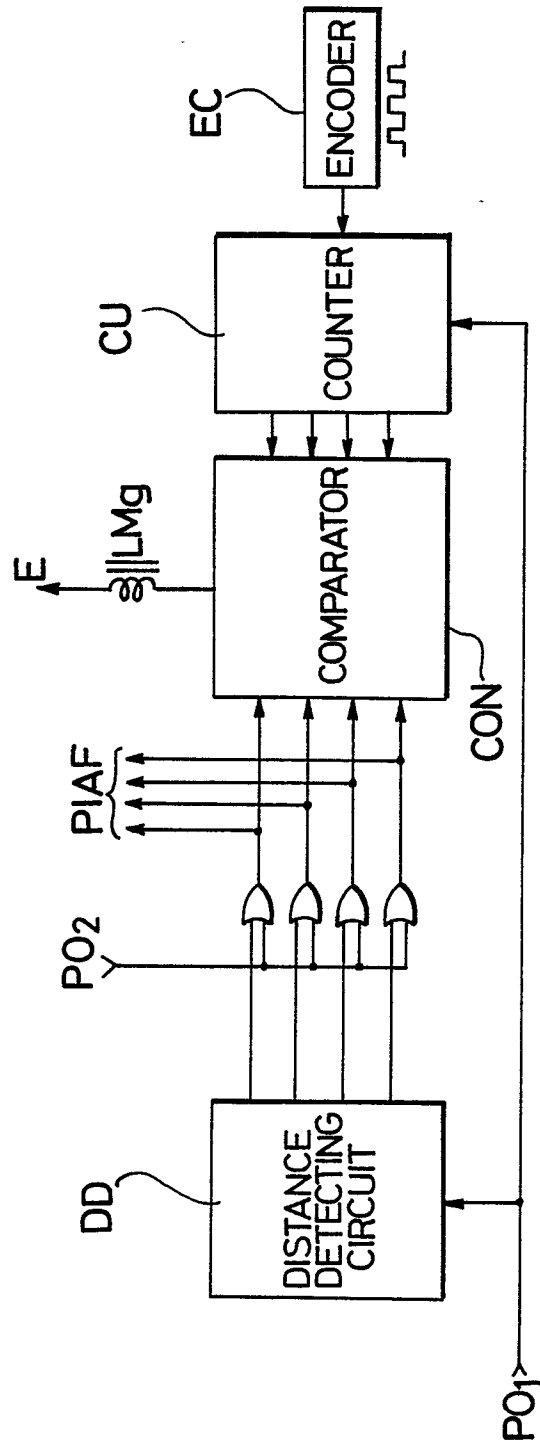 PO1
DD
DISTANCE
DETECTING
CIRCUIT
PO2
PIAF
E
LMg
COMPARATOR
CON
CU
COUNTER
EC
ENCODER